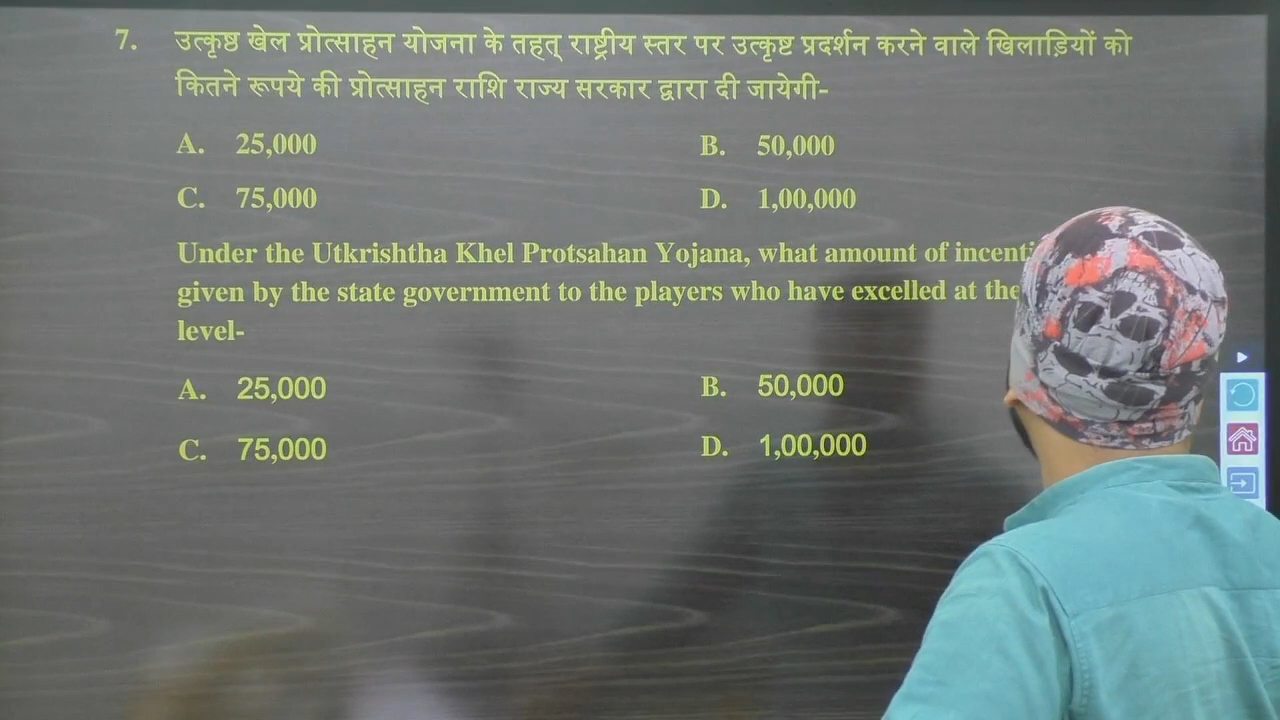 7. उत्कृष्ठ खेल प्रोत्साहन योजना के तहत् राष्ट्रीय स्तर पर उत्कृष्ट प्रदर्शन करने वाले खिलाड़ियों को
कितने रूपये की प्रोत्साहन राशि राज्य सरकार द्वारा दी जायेगी-
A. 25,000 B. 50,000
C. 75,000 D. 1,00,000
Under the Utkrishtha Khel Protsahan Yojana, what amount of
given by the state government to the players who have excelled at the
level-
A. 25,000 B. 50,000
C. 75,000 D. 1,00,000